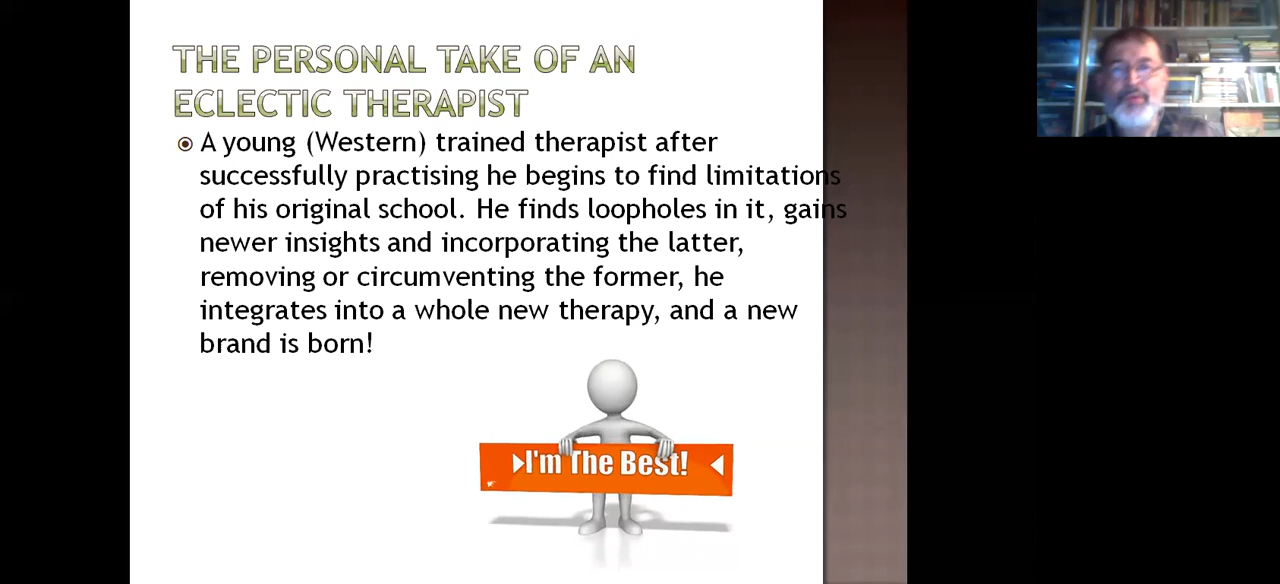 THE PERSONAL TAKE OF AN
ECLECTIC THERAPIST
A young (Western) trained therapist after
successfully practising he begins to find limitations
of his original school. He finds loopholes in it, gains
newer insights and incorporating the latter,
removing or circumventing the former, he
integrates into a whole new therapy, and a new
brand is born!
I'm The Best!